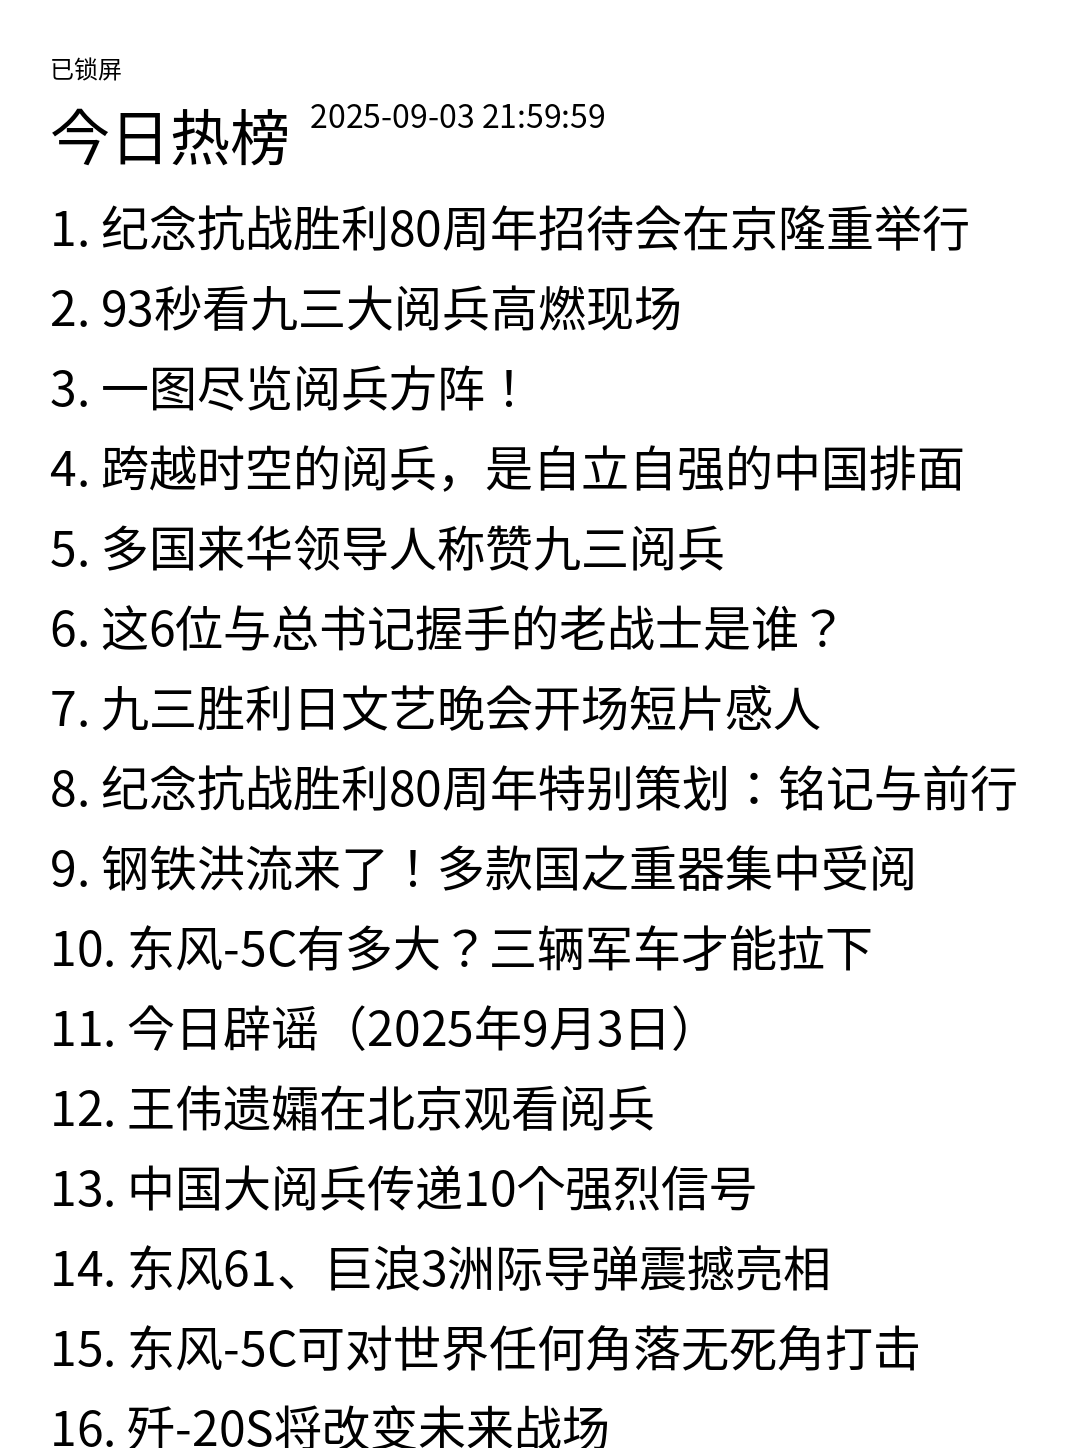 已锁屏
今日热榜 2025-09-03 21:59:59
1. 纪念抗战胜利80周年招待会在京隆重举行
2. 93秒看九三大阅兵高燃现场
3. 一图尽览阅兵方阵！
4. 跨越时空的阅兵，是自立自强的中国排面
5. 多国来华领导人称赞九三阅兵
6. 这6位与总书记握手的老战士是谁？
7. 九三胜利日文艺晚会开场短片感人
8. 纪念抗战胜利80周年特别策划：铭记与前行
9. 钢铁洪流来了！多款国之重器集中受阅
10. 东风-5C有多大？三辆军车才能拉下
11. 今日辟谣（2025年9月3日）
12. 王伟遗孀在北京观看阅兵
13. 中国大阅兵传递10个强烈信号
14. 东风61、巨浪3洲际导弹震撼亮相
15. 东风-5C可对世界任何角落无死角打击
16. 歼-20S将改变未来战场